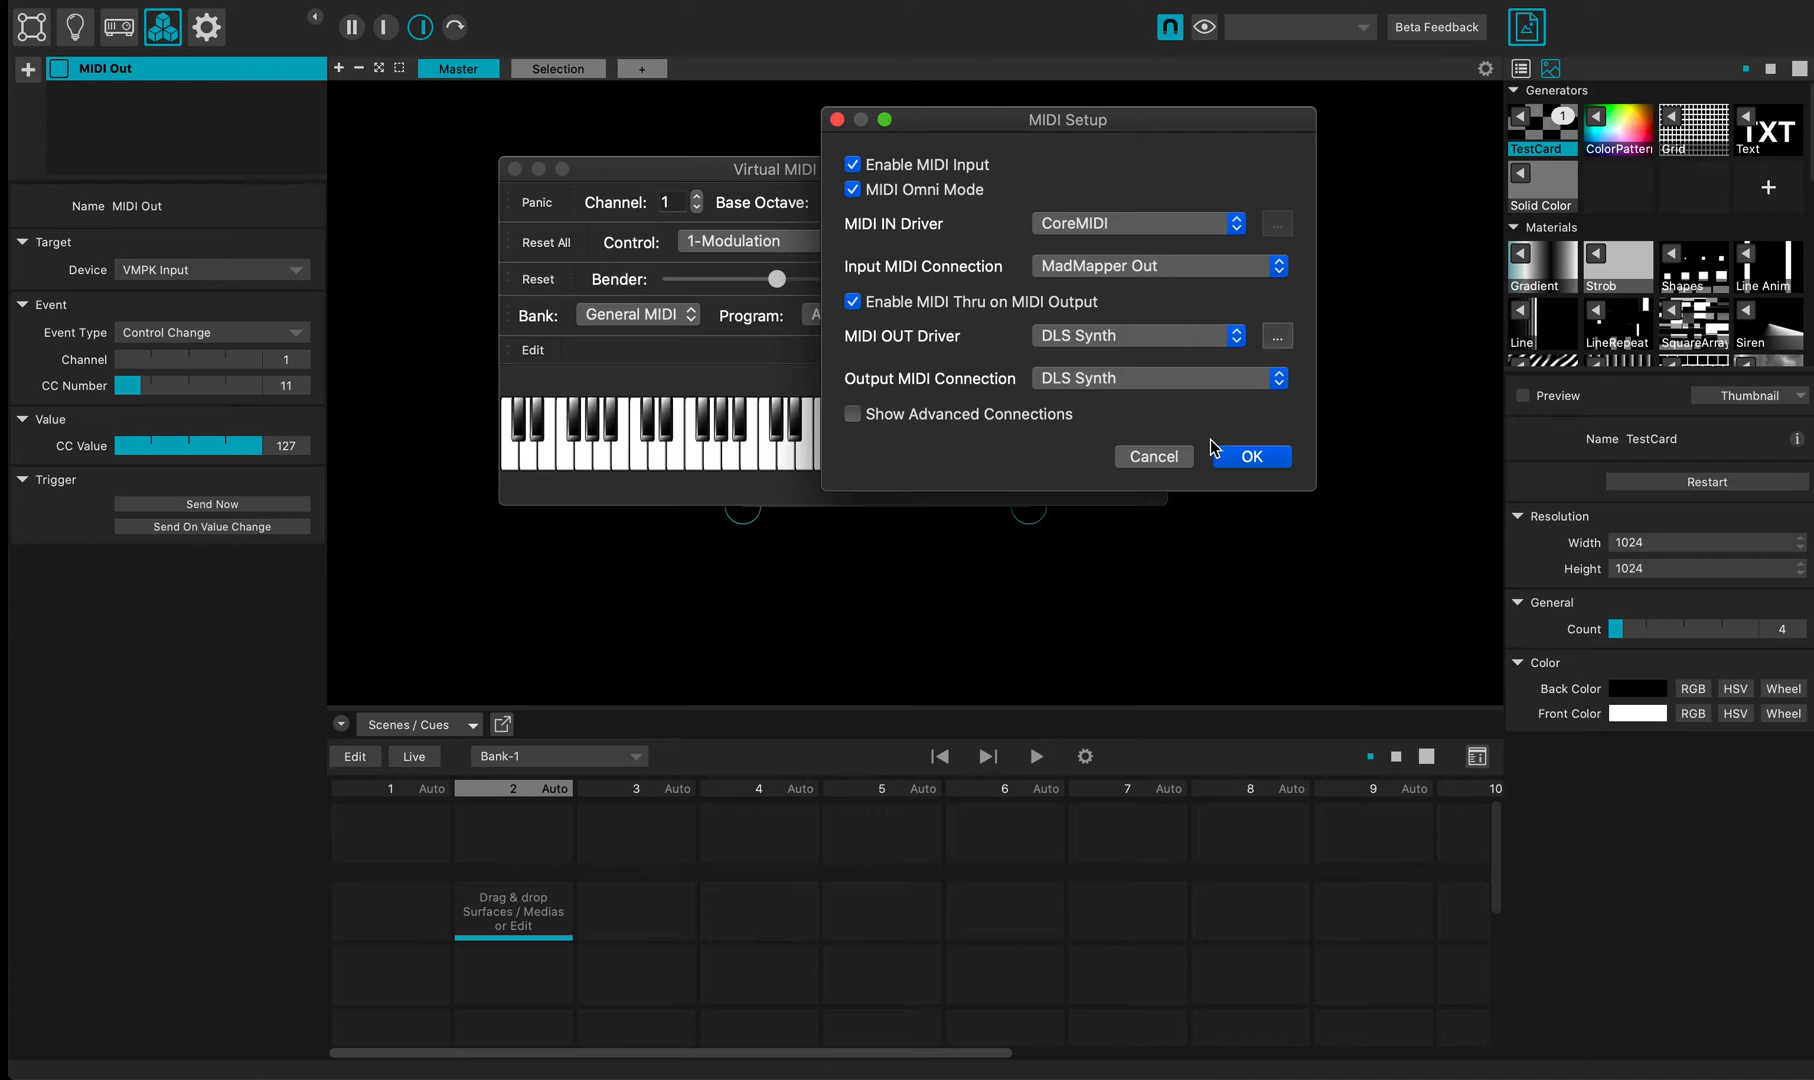 Beta Feedback
MIDI Out
Master
Selection
+
Name MIDI Out
Target
Device VMPK Input
Event
Event Type Control Change
Channel 1
CC Number 11
Value
CC Value 127
Trigger
Send Now
Send On Value Change
Virtual MIDI
Panic Channel: 1 Base Octave:
Reset All Control: 1-Modulation
Reset Bender:
Bank: General MIDI Program: A
Edit
MIDI Setup
Enable MIDI Input
MIDI Omni Mode
MIDI IN Driver CoreMIDI ...
Input MIDI Connection MadMapper Out
Enable MIDI Thru on MIDI Output
MIDI OUT Driver DLS Synth ...
Output MIDI Connection DLS Synth
Show Advanced Connections
Cancel OK
Scenes / Cues
Edit Live Bank-1
1 Auto 2 Auto 3 Auto 4 Auto 5 Auto 6 Auto 7 Auto 8 Auto 9 Auto 10
Drag & drop
Surfaces / Medias
or Edit
Generators
1
TXT
TestCard ColorPattern Grid Text
Solid Color
Materials
Gradient Strob Shapes Line Anim
Line LineRepeat SquareArray Siren
Preview Thumbnail
Name TestCard
Restart
Resolution
Width 1024
Height 1024
General
Count 4
Color
Back Color RGB HSV Wheel
Front Color RGB HSV Wheel